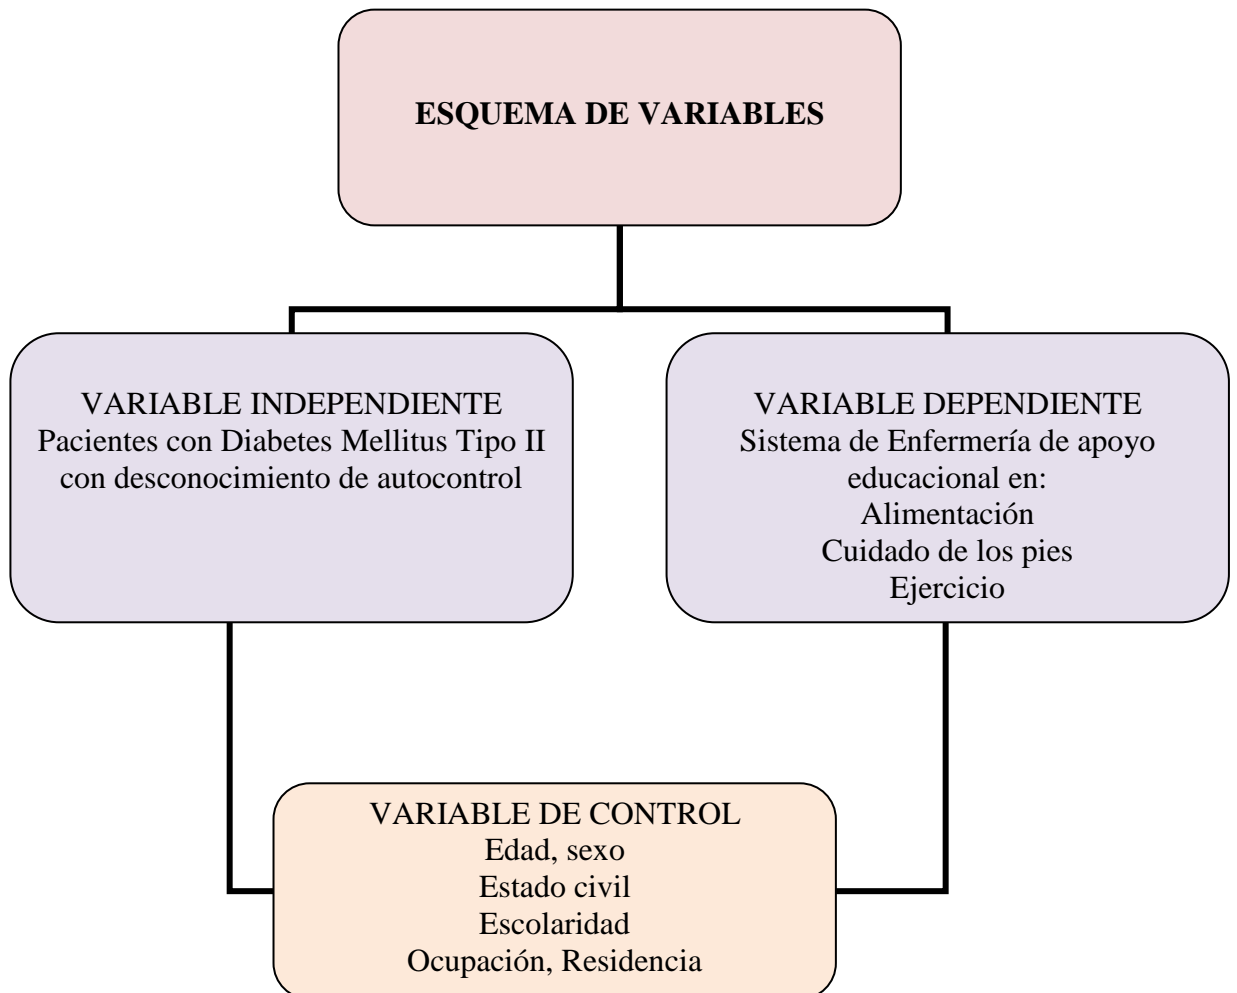 ESQUEMA DE VARIABLES
VARIABLE INDEPENDIENTE
Pacientes con Diabetes Mellitus Tipo II
con desconocimiento de autocontrol
VARIABLE DEPENDIENTE
Sistema de Enfermería de apoyo
educacional en:
Alimentación
Cuidado de los pies
Ejercicio
VARIABLE DE CONTROL
Edad, sexo
Estado civil
Escolaridad
Ocupación, Residencia